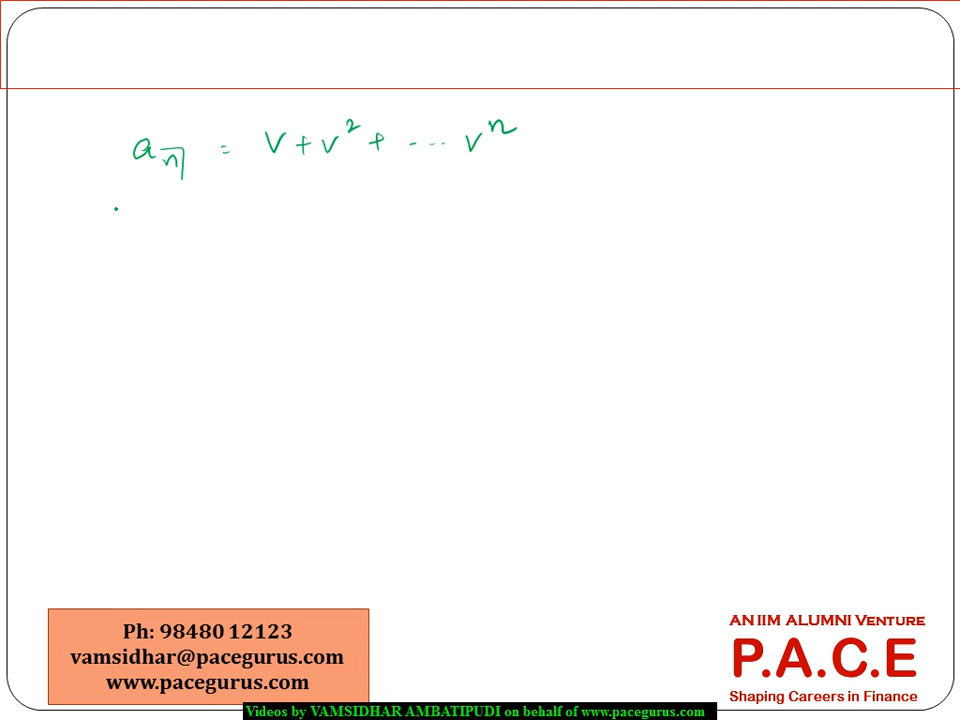 a n̅| = v + v² + ... vⁿ
Ph: 98480 12123
vamsidhar@pacegurus.com
www.pacegurus.com
AN IIM ALUMNI VENTURE
P.A.C.E
Shaping Careers in Finance
Videos by VAMSIDHAR AMBATIPUDI on behalf of www.pacegurus.com